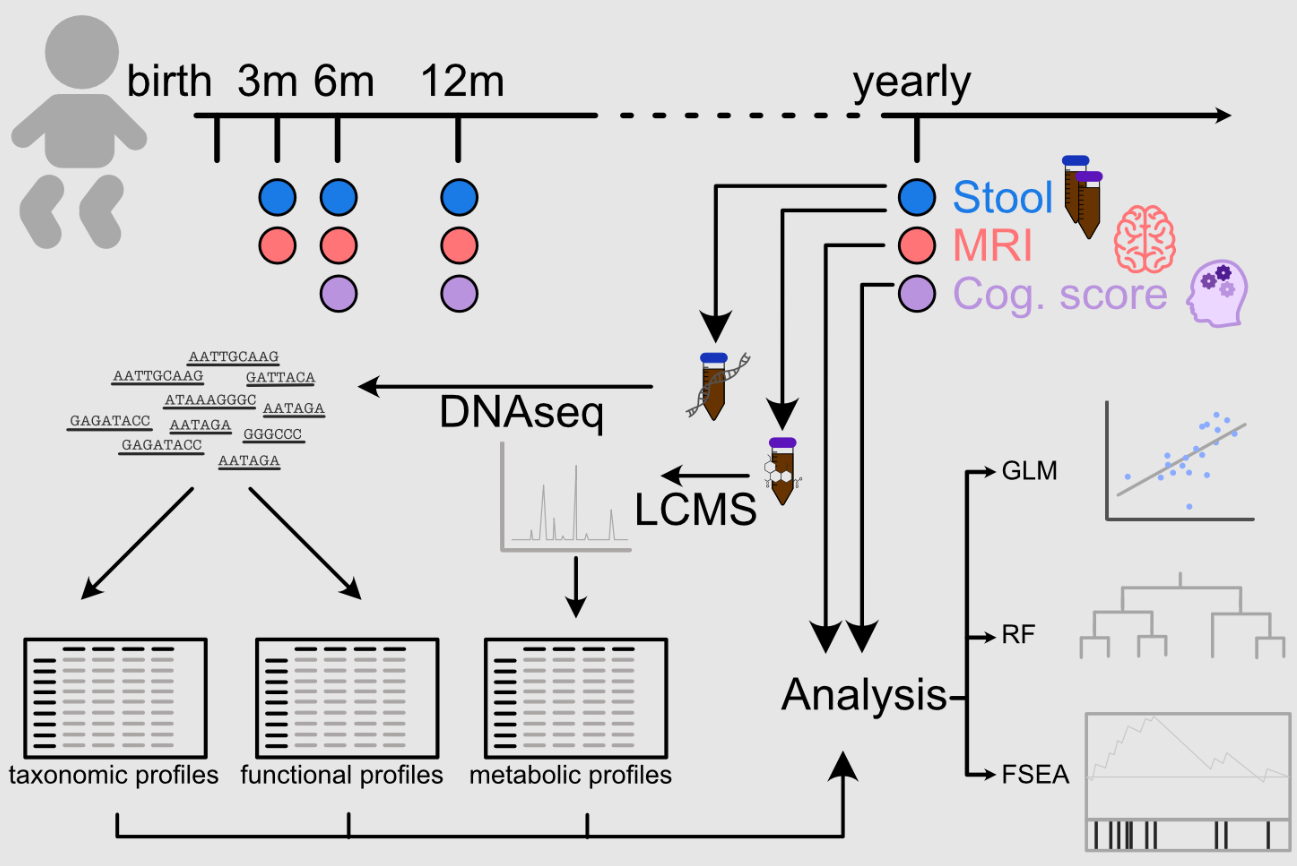 birth 3m 6m 12m yearly
Stool
MRI
Cog. score
AATTGCAAG
AATTGCAAG GATTACA
ATAAAGGGC AATAGA
GAGATACC AATAGA GGGCCC
GAGATACC
AATAGA
DNAseq
LCMS
GLM
RF
Analysis
FSEA
taxonomic profiles functional profiles metabolic profiles